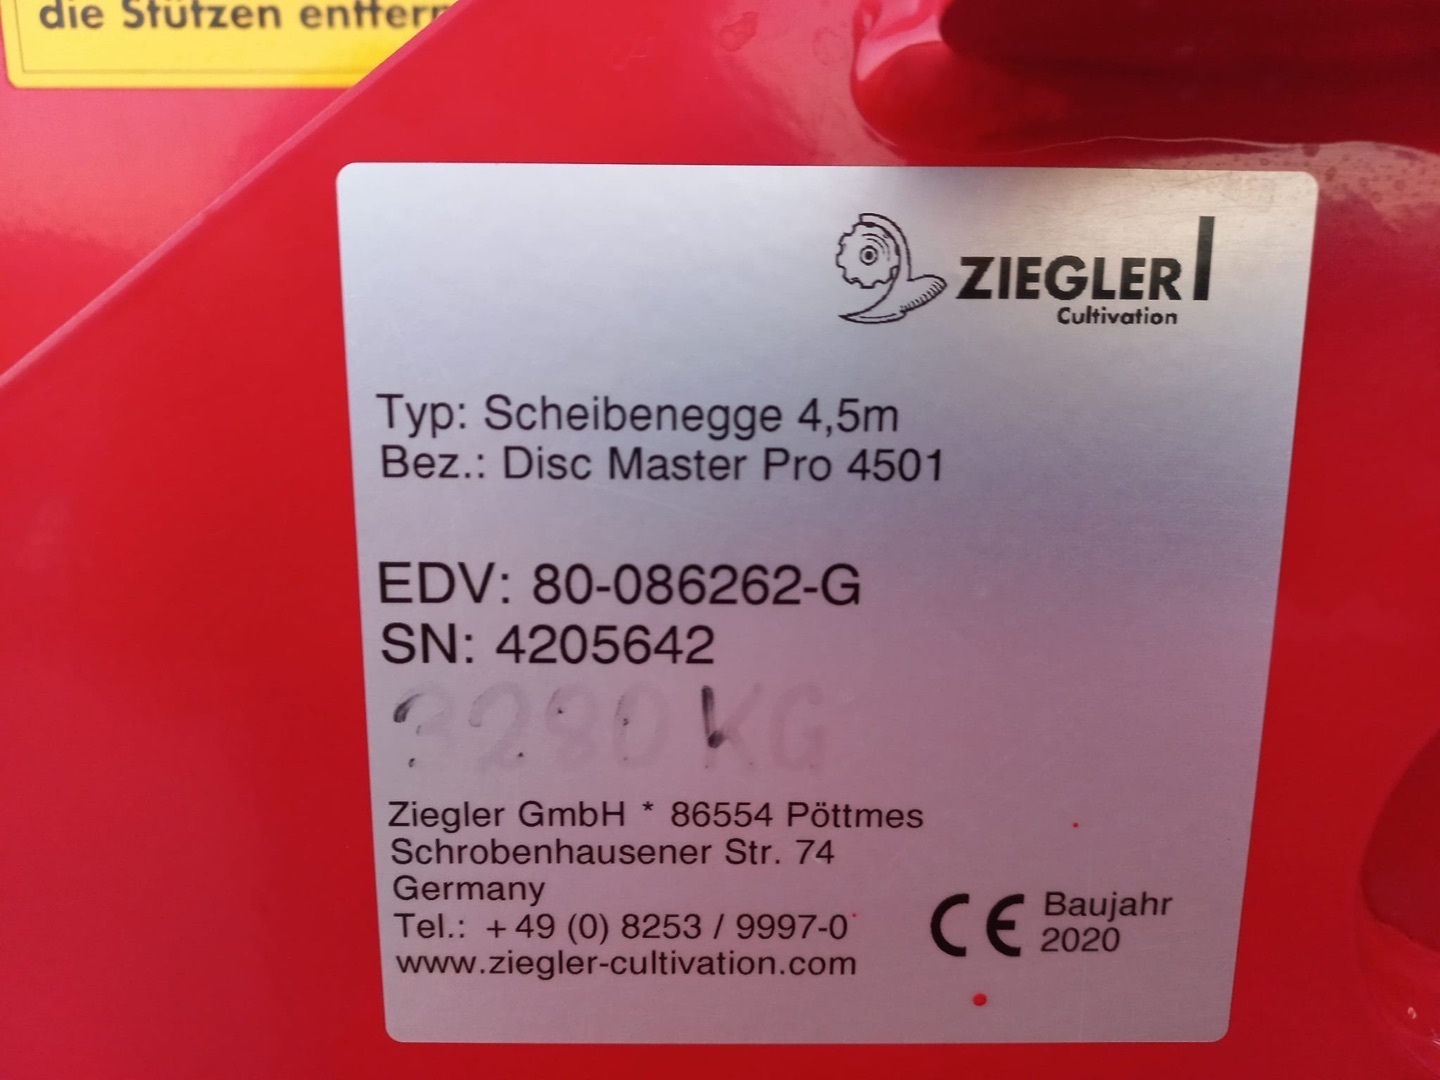 die Stützen entfern
ZIEGLER
Cultivation
Typ: Scheibenegge 4,5m
Bez.: Disc Master Pro 4501
EDV: 80-086262-G
SN: 4205642
3280 KG
Ziegler GmbH * 86554 Pöttmes
Schrobenhausener Str. 74
Germany
Tel.: +49 (0) 8253 / 9997-0
www.ziegler-cultivation.com
CE Baujahr
2020